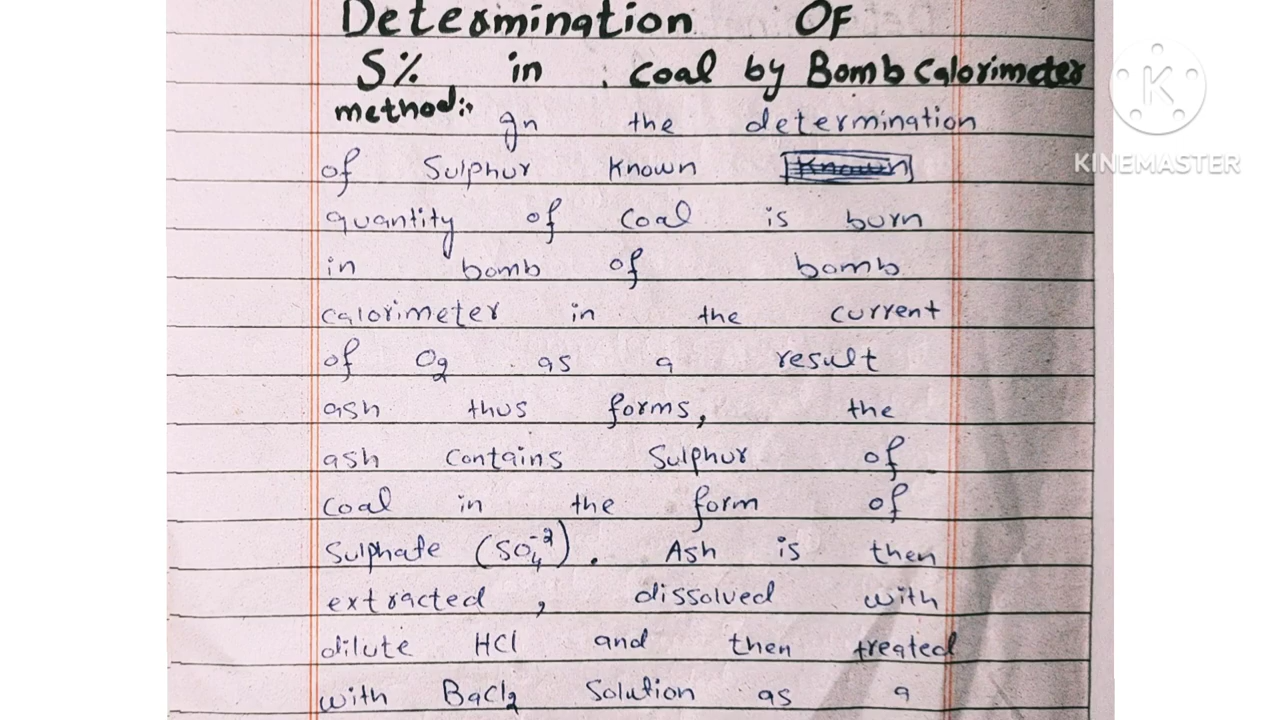 Determination OF
S% in coal by Bomb Calorimeter
method:-
In the determination
of Sulphur Known Known
quantity of coal is burn
in bomb of bomb
calorimeter in the current
of O2 as a result
ash thus forms, the
ash contains Sulphur of
coal in the form of
Sulphate (SO4⁻²). Ash is then
extracted, dissolved with
dilute HCl and then treated
with BaCl2 Solution as a
K
KINEMASTER